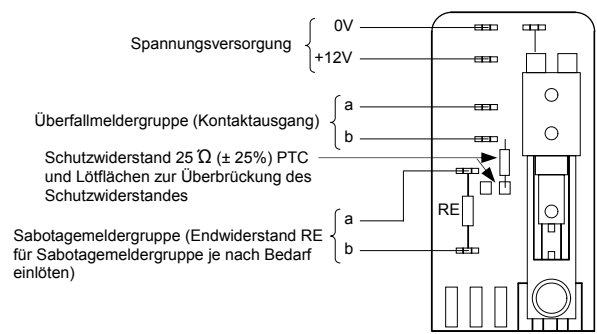 Spannungsversorgung
0V
+12V
Überfallmeldergruppe (Kontaktausgang)
a
b
Schutzwiderstand 25 Ω (± 25%) PTC
und Lötflächen zur Überbrückung des
Schutzwiderstandes
Sabotagemeldergruppe (Endwiderstand RE
für Sabotagemeldergruppe je nach Bedarf
einlöten)
a
b
RE